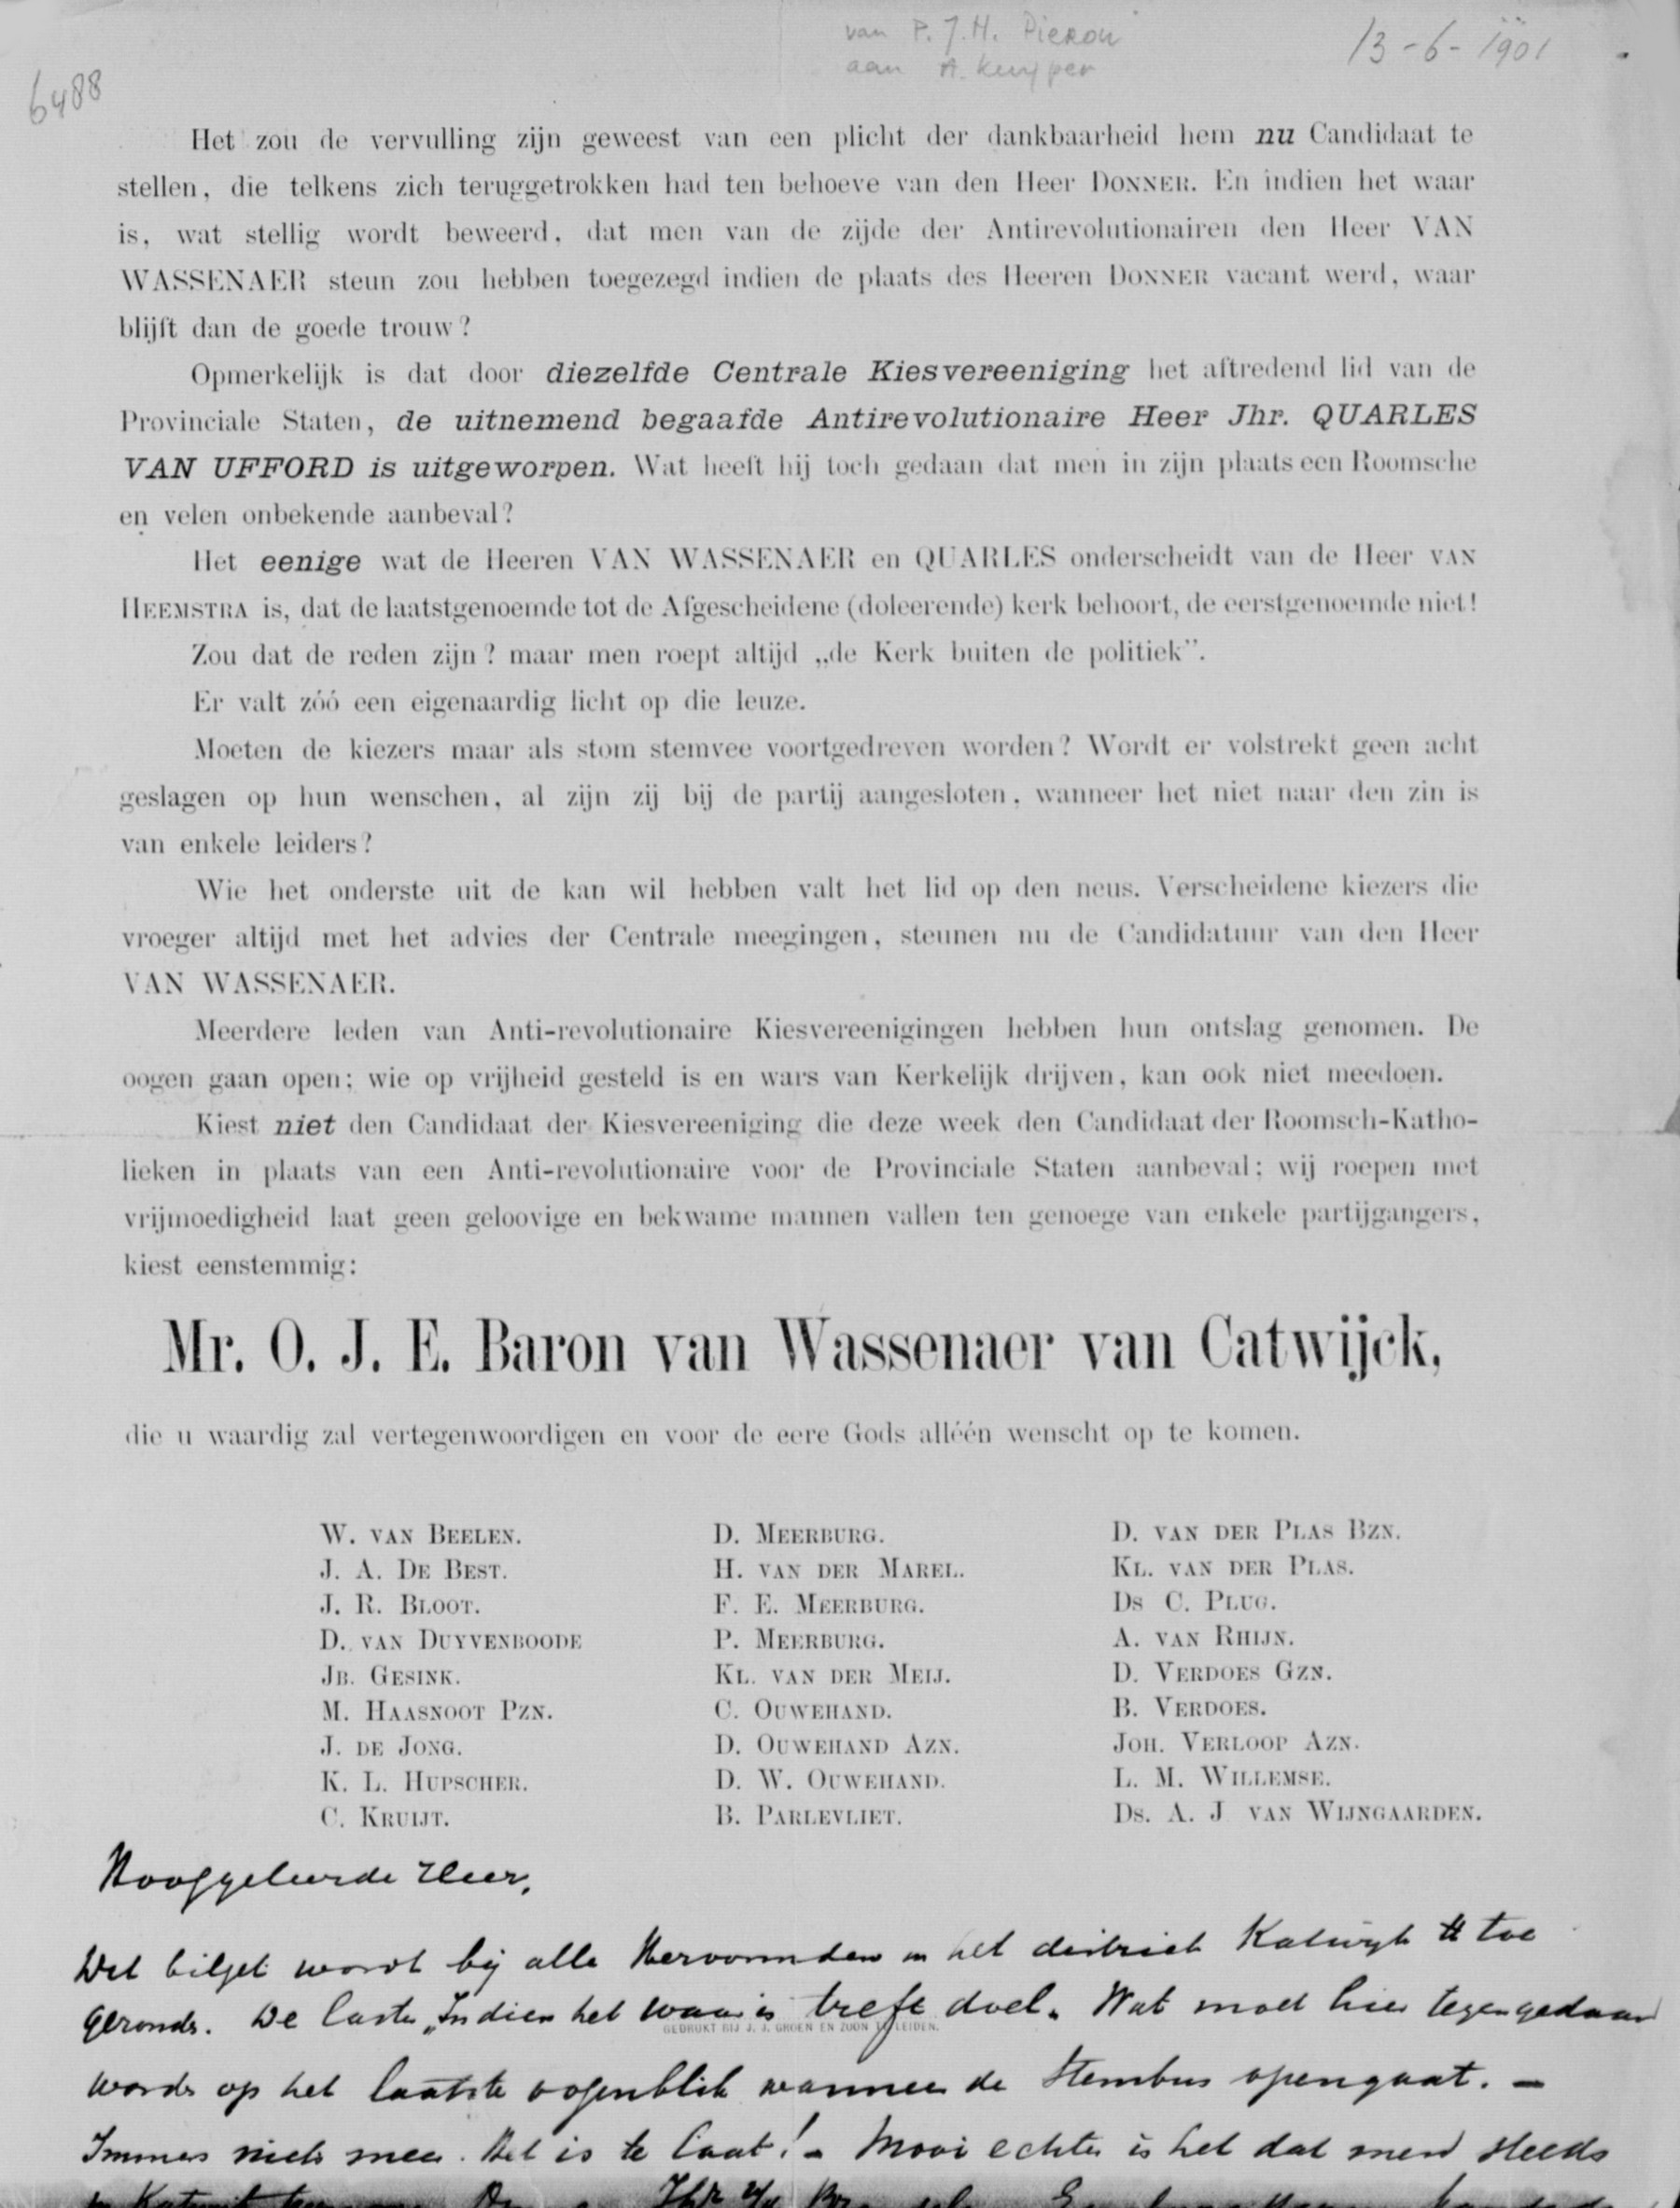 van P. J. H. Pieron
aan A. Kuyper
13-6-1901
6488
Het zou de vervulling zijn geweest van een plicht der dankbaarheid hem nu Candidaat te
stellen, die telkens zich teruggetrokken had ten behoeve van den Heer DONNER. En indien het waar
is, wat stellig wordt beweerd, dat men van de zijde der Antirevolutionairen den Heer VAN
WASSENAER steun zou hebben toegezegd indien de plaats des Heeren DONNER vacant werd, waar
blijft dan de goede trouw?
Opmerkelijk is dat door diezelfde Centrale Kiesvereeniging het aftredend lid van de
Provinciale Staten, de uitnemend begaafde Antirevolutionaire Heer Jhr. QUARLES
VAN UFFORD is uitgeworpen. Wat heeft hij toch gedaan dat men in zijn plaats een Roomsche
en velen onbekende aanbeval?
Het eenige wat de Heeren VAN WASSENAER en QUARLES onderscheidt van de Heer VAN
HEEMSTRA is, dat de laatstgenoemde tot de Afgescheidene (doleerende) kerk behoort, de eerstgenoemde niet!
Zou dat de reden zijn? maar men roept altijd „de Kerk buiten de politiek”.
Er valt zóó een eigenaardig licht op die leuze.
Moeten de kiezers maar als stom stemvee voortgedreven worden? Wordt er volstrekt geen acht
geslagen op hun wenschen, al zijn zij bij de partij aangesloten, wanneer het niet naar den zin is
van enkele leiders?
Wie het onderste uit de kan wil hebben valt het lid op den neus. Verscheidene kiezers die
vroeger altijd met het advies der Centrale meegingen, steunen nu de Candidatuur van den Heer
VAN WASSENAER.
Meerdere leden van Anti-revolutionaire Kiesvereenigingen hebben hun ontslag genomen. De
oogen gaan open; wie op vrijheid gesteld is en wars van Kerkelijk drijven, kan ook niet meedoen.
Kiest niet den Candidaat der Kiesvereeniging die deze week den Candidaat der Roomsch-Katho-
lieken in plaats van een Anti-revolutionaire voor de Provinciale Staten aanbeval; wij roepen met
vrijmoedigheid laat geen geloovige en bekwame mannen vallen ten genoege van enkele partijgangers,
kiest eenstemmig:
Mr. O. J. E. Baron van Wassenaer van Catwijck,
die u waardig zal vertegenwoordigen en voor de eere Gods alléén wenscht op te komen.
W. VAN BEELEN.
J. A. DE BEST.
J. R. BLOOT.
D. VAN DUYVENBOODE
JB. GESINK.
M. HAASNOOT PZN.
J. DE JONG.
K. L. HUPSCHER.
C. KRUIJT.
D. MEERBURG.
H. VAN DER MAREL.
F. E. MEERBURG.
P. MEERBURG.
KL. VAN DER MEIJ.
C. OUWEHAND.
D. OUWEHAND AZN.
D. W. OUWEHAND.
B. PARLEVLIET.
D. VAN DER PLAS BZN.
KL. VAN DER PLAS.
Ds C. PLUG.
A. VAN RHIJN.
D. VERDOES GZN.
B. VERDOES.
JOH. VERLOOP AZN.
L. M. WILLEMSE.
Ds. A. J VAN WIJNGAARDEN.
Hooggeleerde Heer,
Dit biljet wordt bij alle Hervormden in het district Katwijk toe
gezonden. De laster „Indien het waar is treft doel. Wat moet hier tegen gedaan
GEDRUKT BIJ J. J. GROEN EN ZOON TE LEIDEN.
worden op het laatste oogenblik wanneer de Stembus opengaat. –
Immers niets meer. Het is te laat! – Mooi echter is het dat men steeds